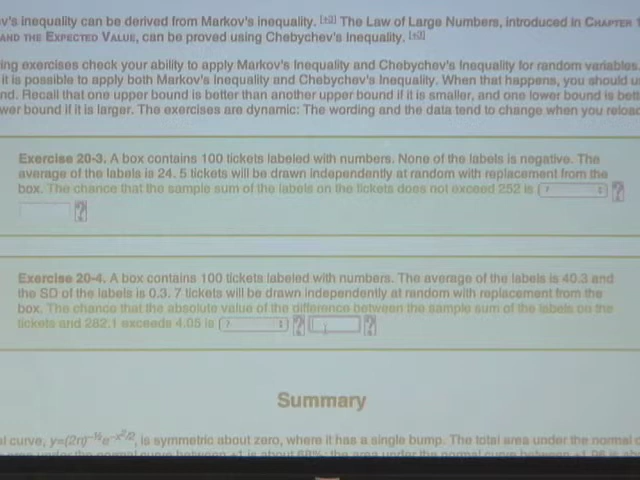 v's inequality can be derived from Markov's inequality. [+2] The Law of Large Numbers, introduced in CHAPTER 1
AND THE EXPECTED VALUE, can be proved using Chebychev's Inequality. [+3]
ing exercises check your ability to apply Markov's Inequality and Chebychev's Inequality for random variables.
it is possible to apply both Markov's Inequality and Chebychev's Inequality. When that happens, you should u
nd. Recall that one upper bound is better than another upper bound if it is smaller, and one lower bound is bett
wer bound if it is larger. The exercises are dynamic: The wording and the data tend to change when you reload
Exercise 20-3. A box contains 100 tickets labeled with numbers. None of the labels is negative. The
average of the labels is 24. 5 tickets will be drawn independently at random with replacement from the
box. The chance that the sample sum of the labels on the tickets does not exceed 252 is ? ?
?
Exercise 20-4. A box contains 100 tickets labeled with numbers. The average of the labels is 40.3 and
the SD of the labels is 0.3. 7 tickets will be drawn independently at random with replacement from the
box. The chance that the absolute value of the difference between the sample sum of the labels on the
tickets and 282.1 exceeds 4.05 is ? ? ?
Summary
al curve, y=(2π)^-½e^-x^2/2, is symmetric about zero, where it has a single bump. The total area under the normal c